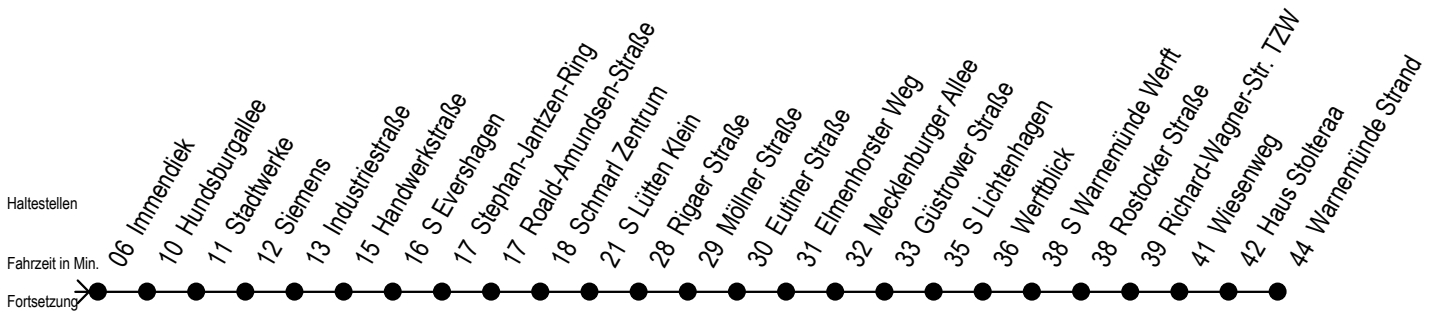 Haltestellen
Fahrzeit in Min.
Fortsetzung
06 Immendiek
10 Hundsburgallee
11 Stadtwerke
12 Siemens
13 Industriestraße
15 Handwerkstraße
16 S Evershagen
17 Stephan-Jantzen-Ring
17 Roald-Amundsen-Straße
18 Schmarl Zentrum
21 S Lütten Klein
28 Rigaer Straße
29 Möllner Straße
30 Eutiner Straße
31 Elmenhorster Weg
32 Mecklenburger Allee
33 Güstrower Straße
35 S Lichtenhagen
36 Werftblick
38 S Warnemünde Werft
38 Rostocker Straße
39 Richard-Wagner-Str. TZW
41 Wiesenweg
42 Haus Stolteraa
44 Warnemünde Strand